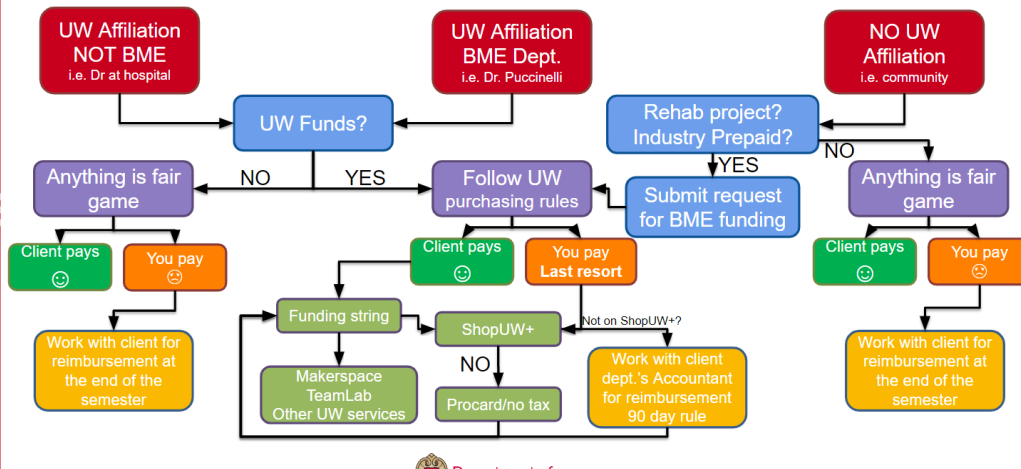 UW Affiliation
NOT BME
i.e. Dr at hospital
UW Affiliation
BME Dept.
i.e. Dr. Puccinelli
NO UW
Affiliation
i.e. community
UW Funds?
Rehab project?
Industry Prepaid?
NO
YES
YES
NO
Anything is fair
game
Follow UW
purchasing rules
Submit request
for BME funding
Anything is fair
game
Client pays
☺
You pay
☹
Client pays
☺
You pay
Last resort
Client pays
☺
You pay
☹
Funding string
ShopUW+
Not on ShopUW+?
NO
Work with client for
reimbursement at
the end of the
semester
Makerspace
TeamLab
Other UW services
Procard/no tax
Work with client
dept.'s Accountant
for reimbursement
90 day rule
Work with client for
reimbursement at
the end of the
semester